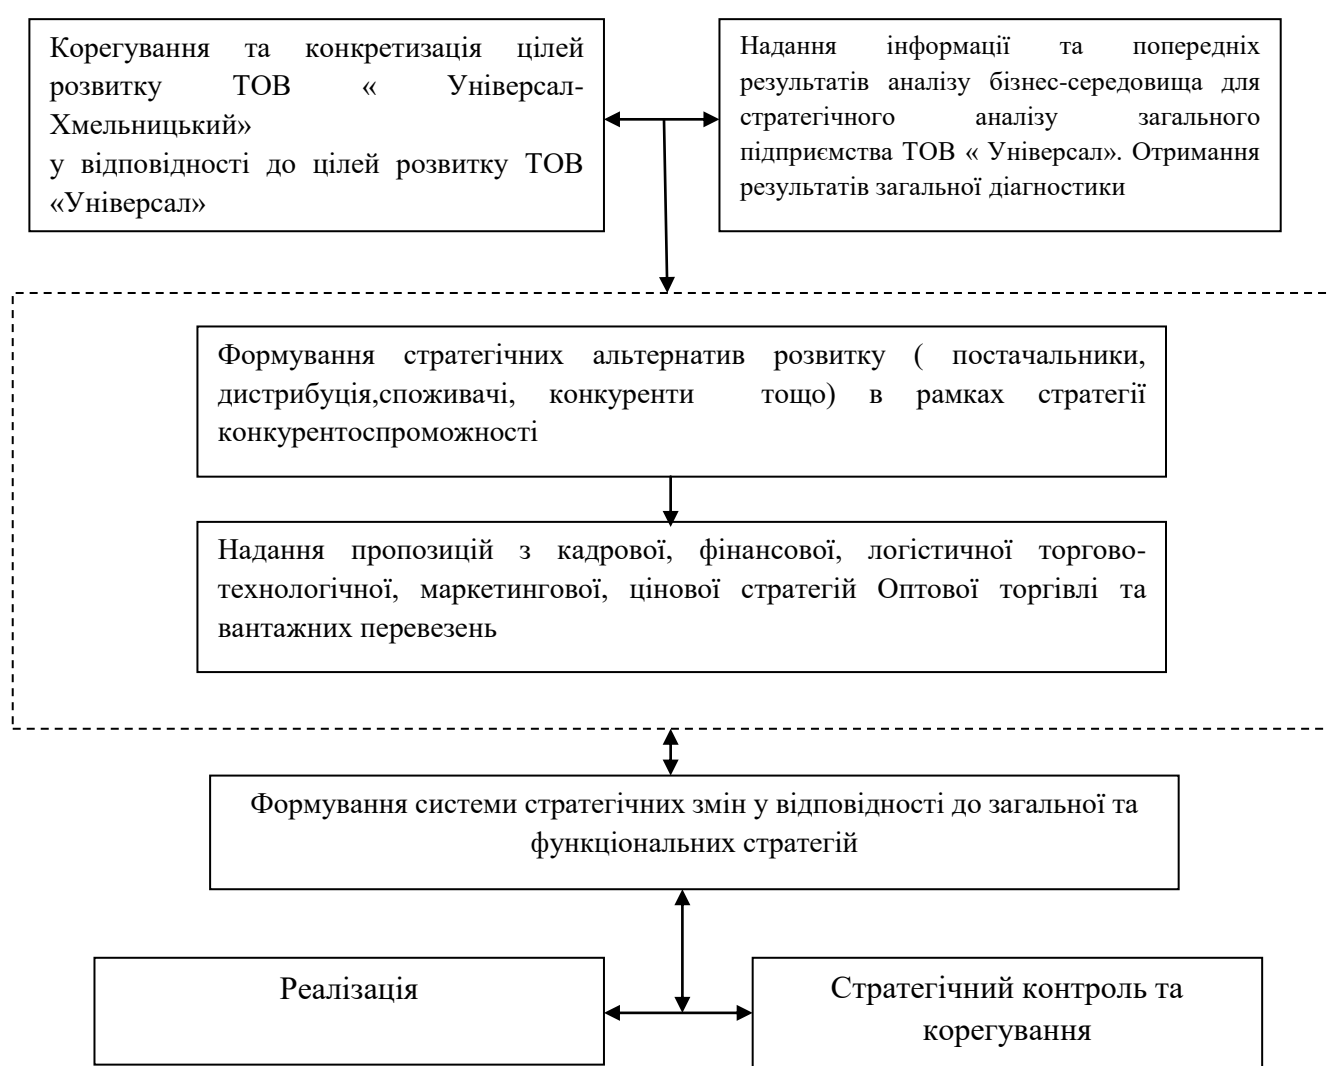 Корегування та конкретизація цілей
розвитку ТОВ « Універсал-
Хмельницький»
у відповідності до цілей розвитку ТОВ
«Універсал»
Надання інформації та попередніх
результатів аналізу бізнес-середовища для
стратегічного аналізу загального
підприємства ТОВ « Універсал». Отримання
результатів загальної діагностики
Формування стратегічних альтернатив розвитку ( постачальники,
дистрибуція,споживачі, конкуренти тощо) в рамках стратегії
конкурентоспроможності
Надання пропозицій з кадрової, фінансової, логістичної торгово-
технологічної, маркетингової, цінової стратегій Оптової торгівлі та
вантажних перевезень
Формування системи стратегічних змін у відповідності до загальної та
функціональних стратегій
Реалізація
Стратегічний контроль та
корегування